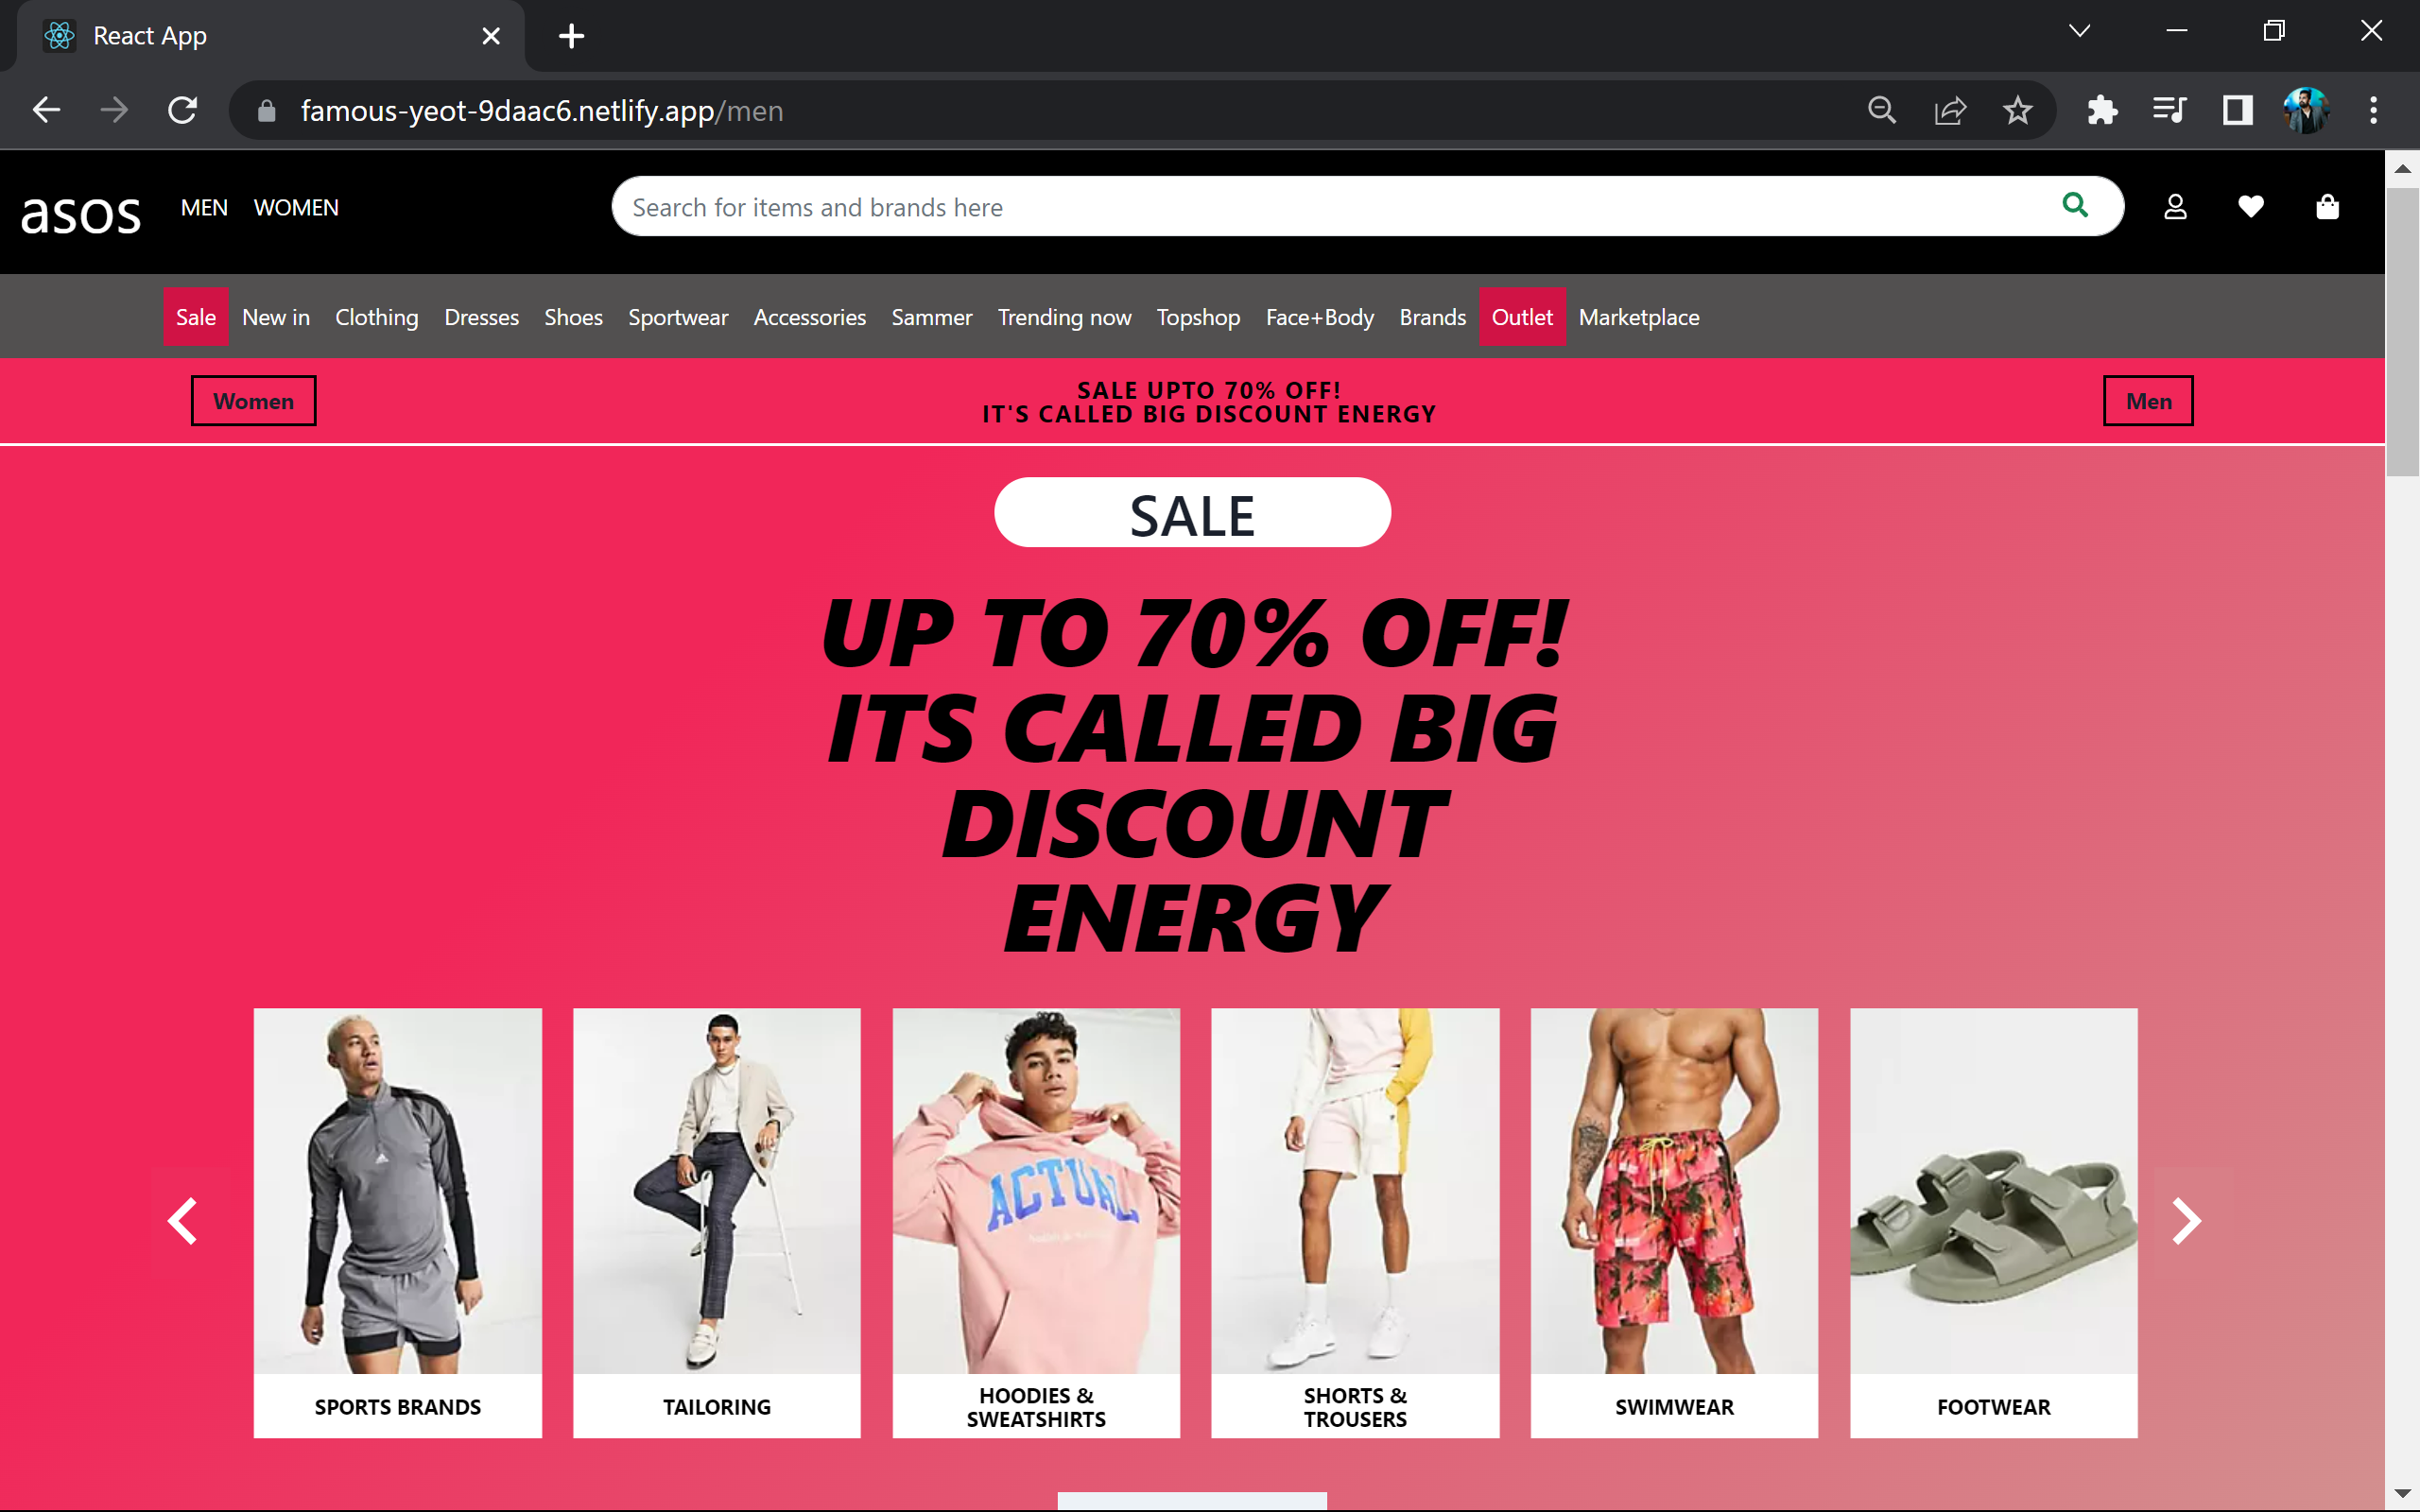 React App
famous-yeot-9daac6.netlify.app/men
asos MEN WOMEN Search for items and brands here
Sale New in Clothing Dresses Shoes Sportwear Accessories Sammer Trending now Topshop Face+Body Brands Outlet Marketplace
Women
SALE UPTO 70% OFF!
IT'S CALLED BIG DISCOUNT ENERGY
Men
SALE
UP TO 70% OFF!
ITS CALLED BIG
DISCOUNT
ENERGY
ACTUAL
SPORTS BRANDS
TAILORING
HOODIES &
SWEATSHIRTS
SHORTS &
TROUSERS
SWIMWEAR
FOOTWEAR